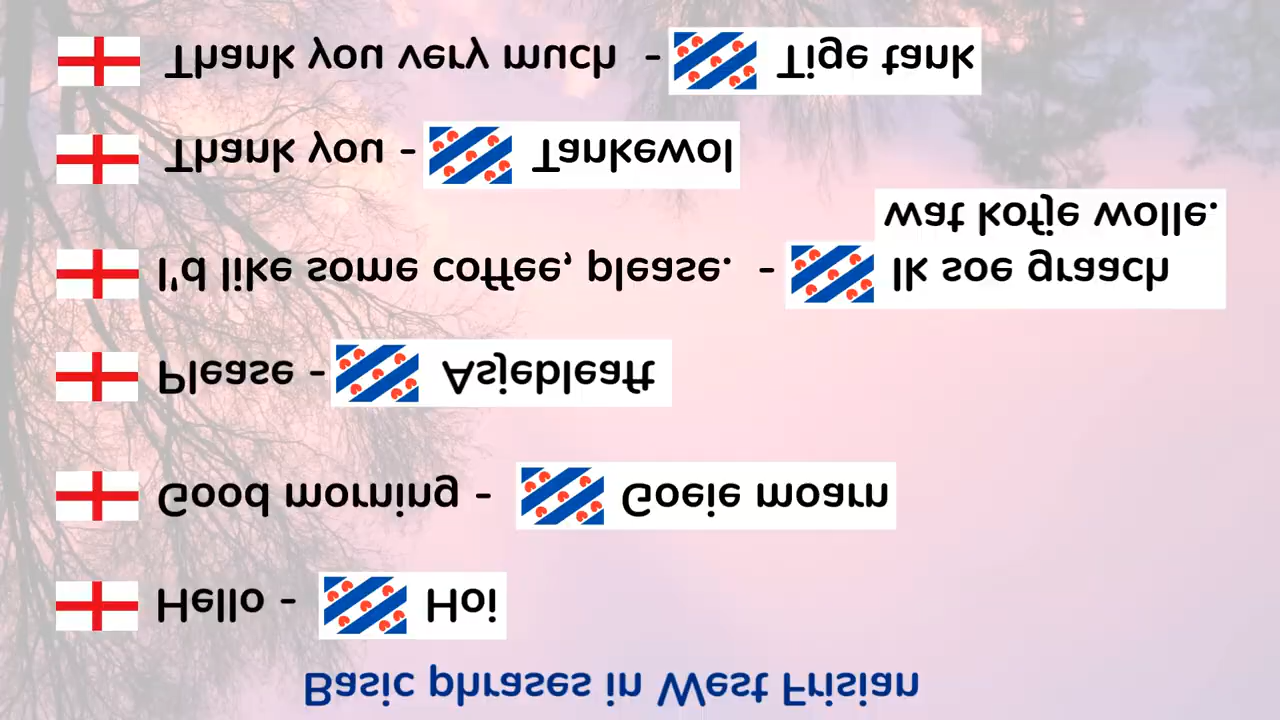 Basic phrases in West Frisian
Hello - Hoi
Good morning - Goeie moarn
Please - Asjebleaft
I'd like some coffee, please. - Ik soe graach
wat kofje wolle.
Thank you - Tankewol
Thank you very much - Tige tank